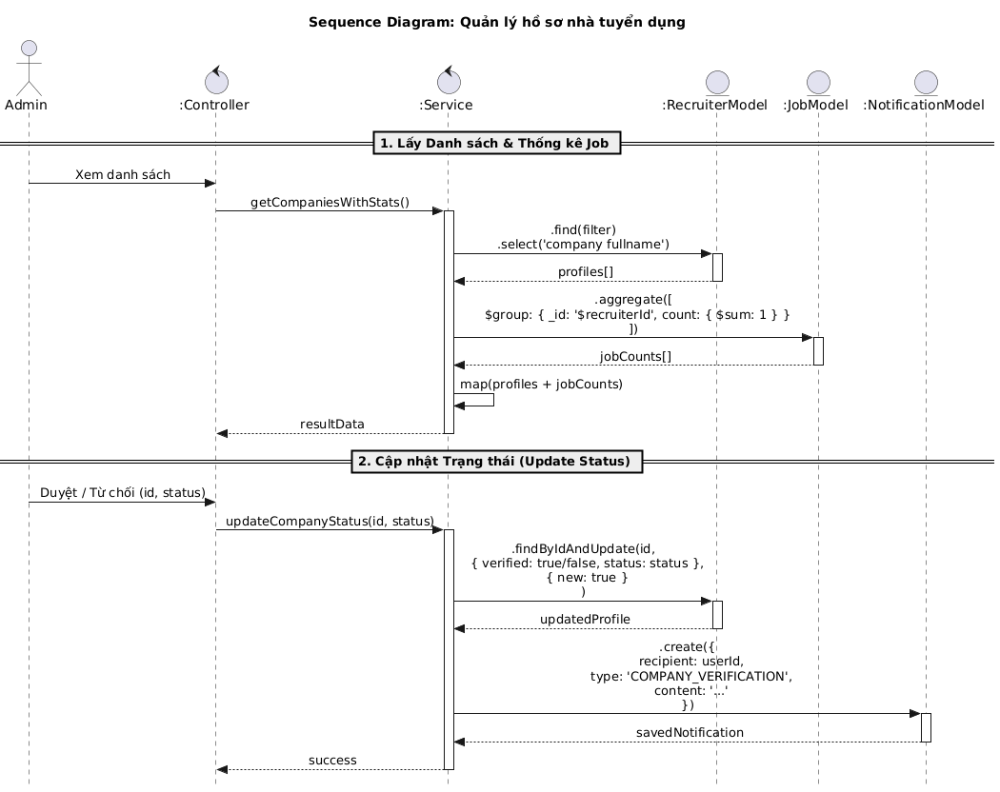 Sequence Diagram: Quản lý hồ sơ nhà tuyển dụng
Admin
:Controller
:Service
:RecruiterModel
:JobModel
:NotificationModel
1. Lấy Danh sách & Thống kê Job
Xem danh sách
getCompaniesWithStats()
.find(filter)
.select('company fullname')
profiles[]
.aggregate([
$group: { _id: '$recruiterId', count: { $sum: 1 } }
])
jobCounts[]
map(profiles + jobCounts)
resultData
2. Cập nhật Trạng thái (Update Status)
Duyệt / Từ chối (id, status)
updateCompanyStatus(id, status)
.findByIdAndUpdate(id,
{ verified: true/false, status: status },
{ new: true }
)
updatedProfile
.create({
recipient: userId,
type: 'COMPANY_VERIFICATION',
content: '...'
})
savedNotification
success